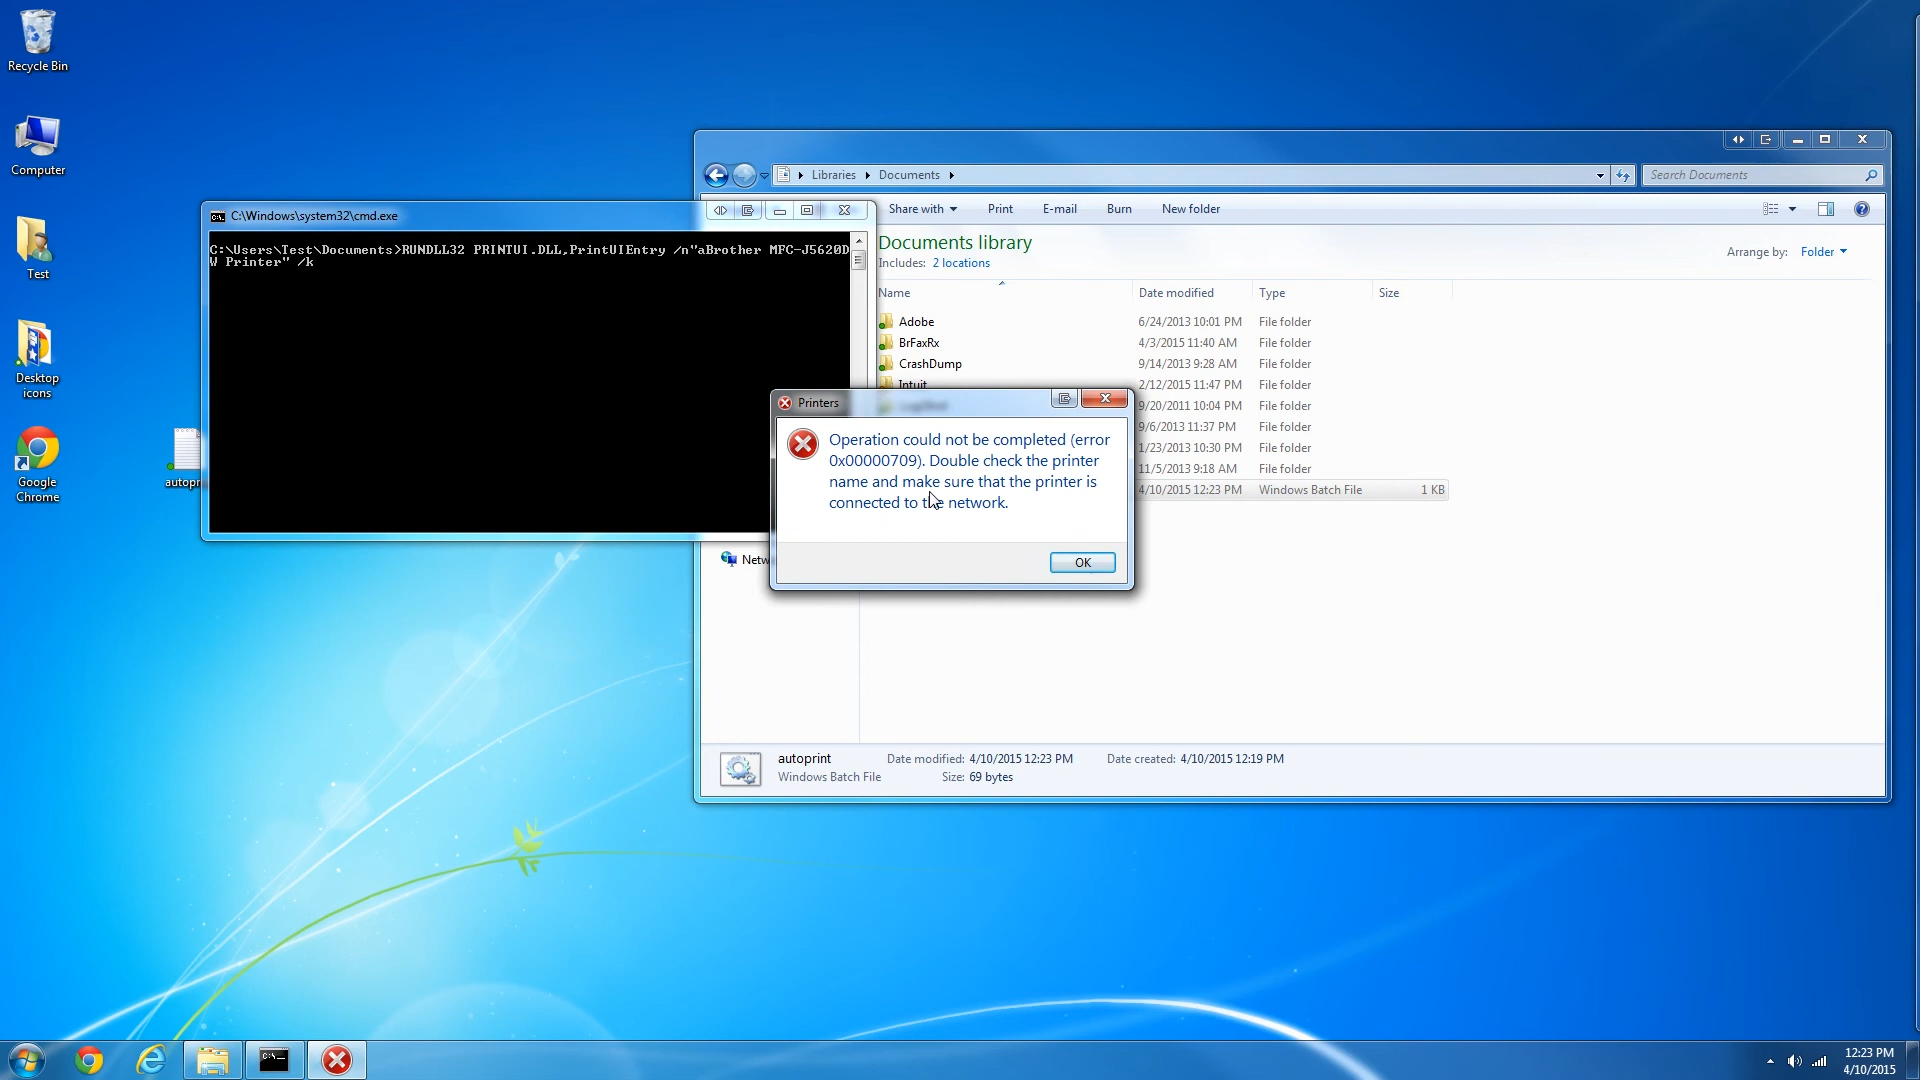 Recycle Bin
Computer
Test
Desktop
icons
Google
Chrome
autopr
C:\Windows\system32\cmd.exe
C:\Users\Test\Documents>RUNDLL32 PRINTUI.DLL,PrintUIEntry /n"aBrother MFC-J5620D
W Printer" /k
Libraries
Documents
Search Documents
Share with
Print
E-mail
Burn
New folder
Documents library
Includes: 2 locations
Arrange by: Folder
Name Date modified Type Size
Adobe 6/24/2013 10:01 PM File folder
BrFaxRx 4/3/2015 11:40 AM File folder
CrashDump 9/14/2013 9:28 AM File folder
Intuit 2/12/2015 11:47 PM File folder
9/20/2011 10:04 PM File folder
9/6/2013 11:37 PM File folder
1/23/2013 10:30 PM File folder
11/5/2013 9:18 AM File folder
4/10/2015 12:23 PM Windows Batch File 1 KB
Printers
Operation could not be completed (error
0x00000709). Double check the printer
name and make sure that the printer is
connected to the network.
OK
Netw
autoprint Date modified: 4/10/2015 12:23 PM Date created: 4/10/2015 12:19 PM
Windows Batch File Size: 69 bytes
C:\_
12:23 PM
4/10/2015